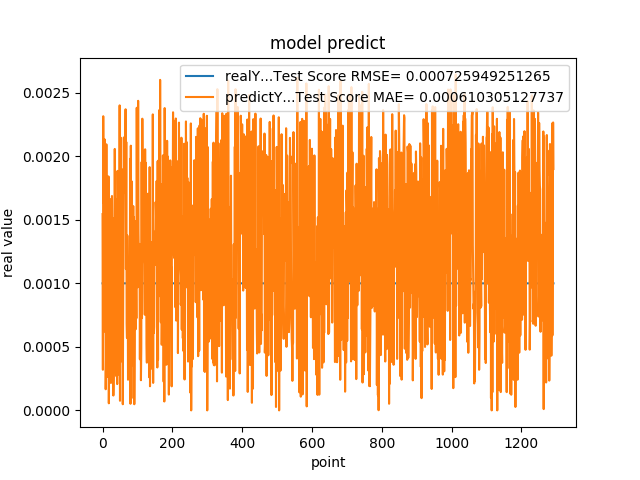 model predict
realY...Test Score RMSE= 0.000725949251265
predictY...Test Score MAE= 0.000610305127737
0.0025
0.0020
0.0015
0.0010
0.0005
0.0000
real value
0 200 400 600 800 1000 1200
point